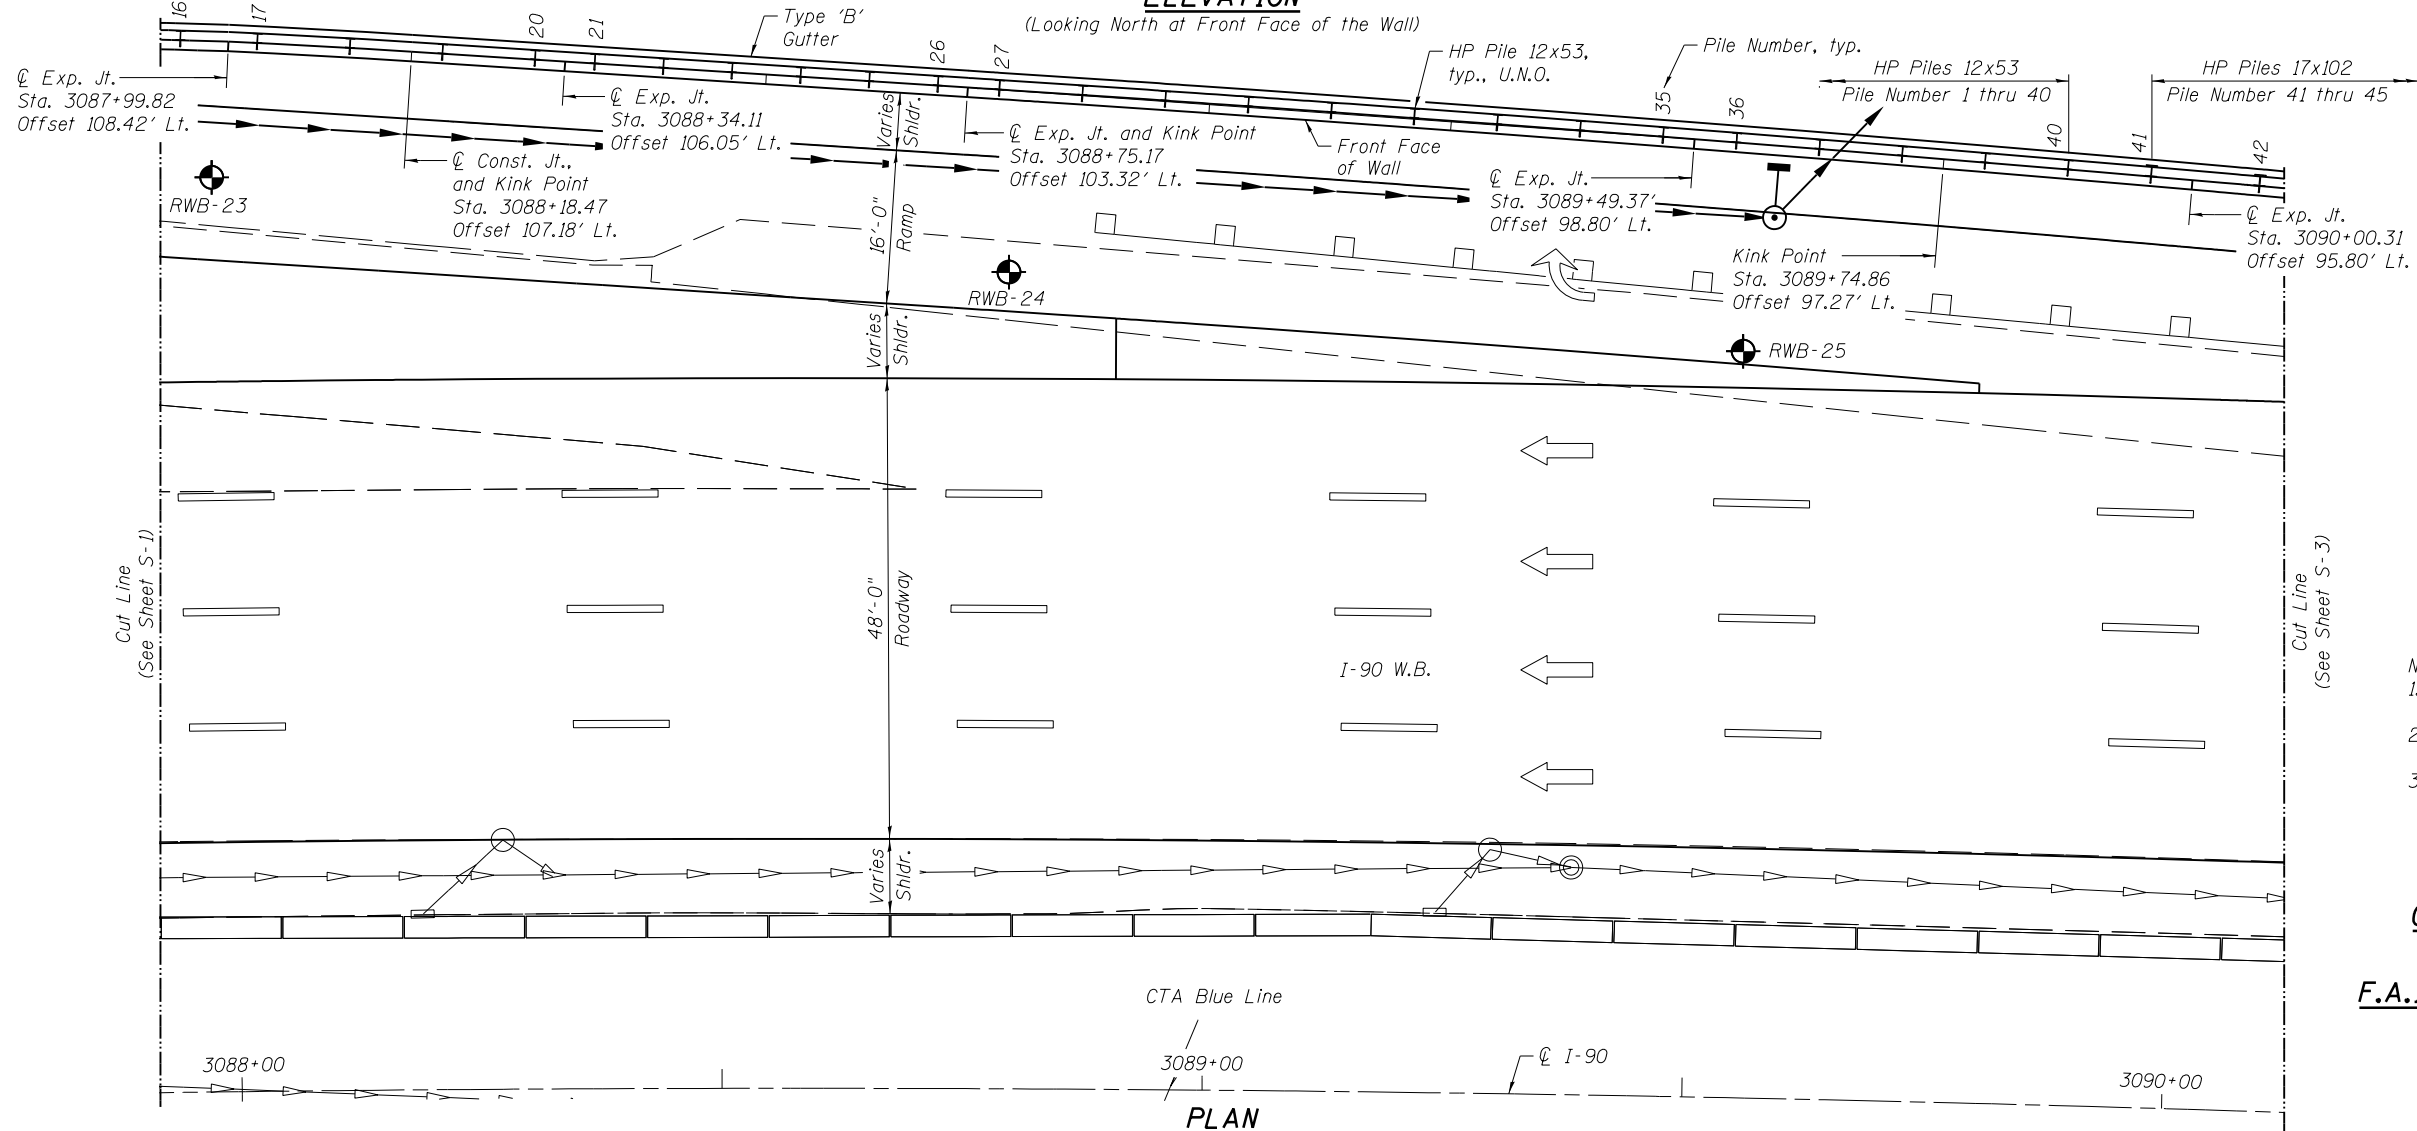 ELEVATION
(Looking North at Front Face of the Wall)
16
17
20
21
26
27
35
36
40
41
42
Type 'B'
Gutter
HP Pile 12x53,
typ., U.N.O.
Pile Number, typ.
HP Piles 12x53
Pile Number 1 thru 40
HP Piles 17x102
Pile Number 41 thru 45
℄ Exp. Jt.
Sta. 3087+99.82
Offset 108.42' Lt.
℄ Const. Jt.,
and Kink Point
Sta. 3088+18.47
Offset 107.18' Lt.
℄ Exp. Jt.
Sta. 3088+34.11
Offset 106.05' Lt.
℄ Exp. Jt. and Kink Point
Sta. 3088+75.17
Offset 103.32' Lt.
Front Face
of Wall
℄ Exp. Jt.
Sta. 3089+49.37'
Offset 98.80' Lt.
Kink Point
Sta. 3089+74.86
Offset 97.27' Lt.
℄ Exp. Jt.
Sta. 3090+00.31
Offset 95.80' Lt.
RWB-23
RWB-24
RWB-25
Varies
Shldr.
16'-0"
Ramp
Varies
Shldr.
48'-0"
Roadway
Varies
Shldr.
Cut Line
(See Sheet S-1)
I-90 W.B.
Cut Line
(See Sheet S-3)
1.
2
3
F.A.
CTA Blue Line
3088+00
3089+00
℄ I-90
3090+00
PLAN